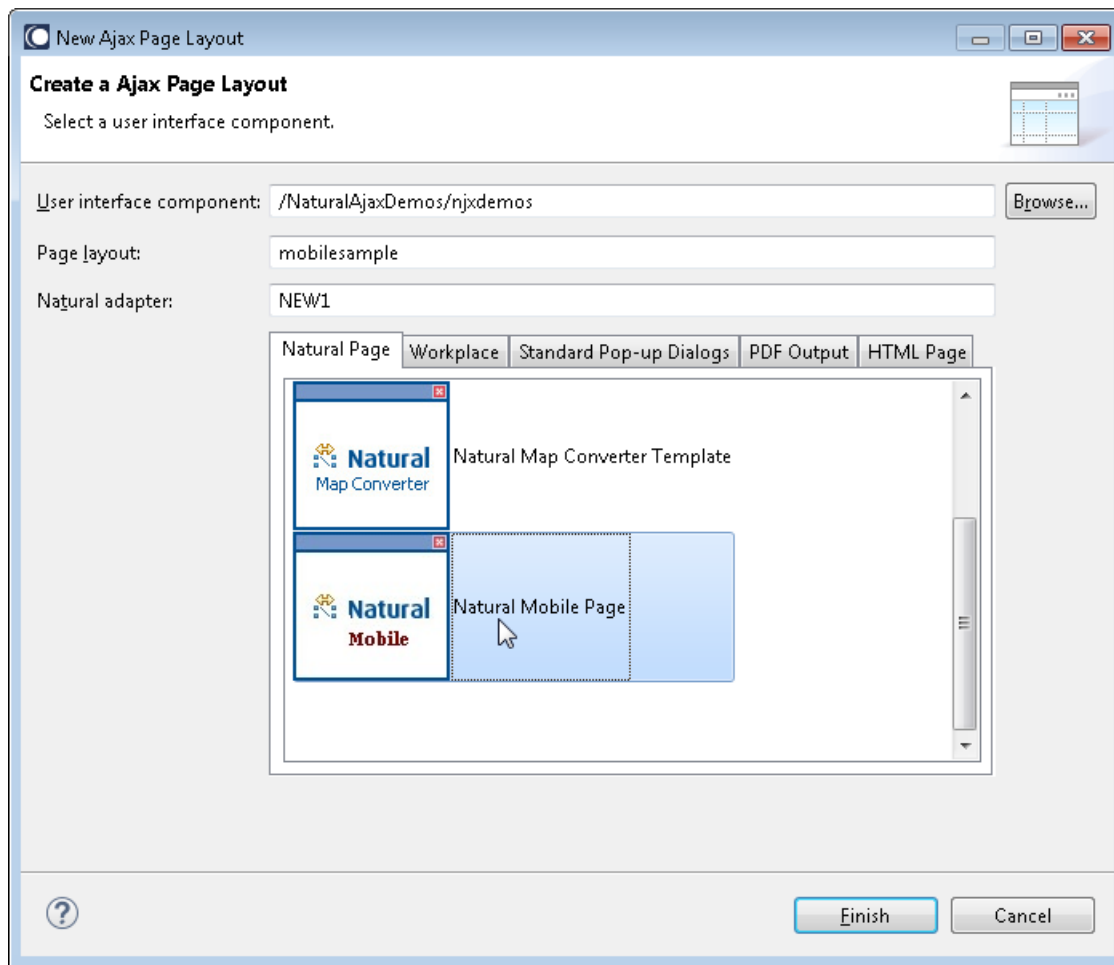 New Ajax Page Layout
Create a Ajax Page Layout
Select a user interface component.
User interface component: /NaturalAjaxDemos/njxdemos Browse...
Page layout: mobilesample
Natural adapter: NEW1
Natural Page Workplace Standard Pop-up Dialogs PDF Output HTML Page
Natural
Map Converter
Natural Map Converter Template
Natural
Mobile
Natural Mobile Page
? Finish Cancel